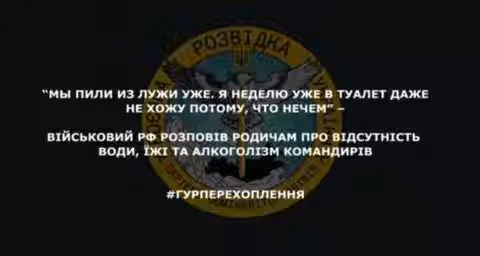 “МЫ ПИЛИ ИЗ ЛУЖИ УЖЕ. Я НЕДЕЛЮ УЖЕ В ТУАЛЕТ ДАЖЕ
НЕ ХОЖУ ПОТОМУ, ЧТО НЕЧЕМ” –
ВІЙСЬКОВИЙ РФ РОЗПОВІВ РОДИЧАМ ПРО ВІДСУТНІСТЬ
ВОДИ, ЇЖІ ТА АЛКОГОЛІЗМ КОМАНДИРІВ
#ГУРПЕРЕХОПЛЕННЯ
РОЗВІДКА